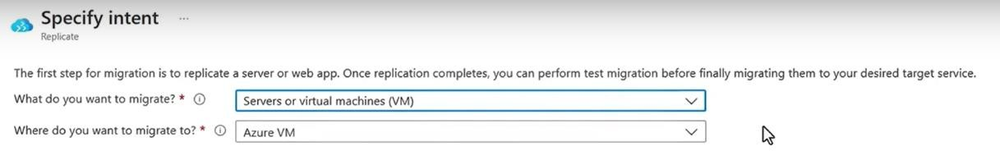 Specify intent ...
Replicate
The first step for migration is to replicate a server or web app. Once replication completes, you can perform test migration before finally migrating them to your desired target service.
What do you want to migrate? * Servers or virtual machines (VM)
Where do you want to migrate to? * Azure VM